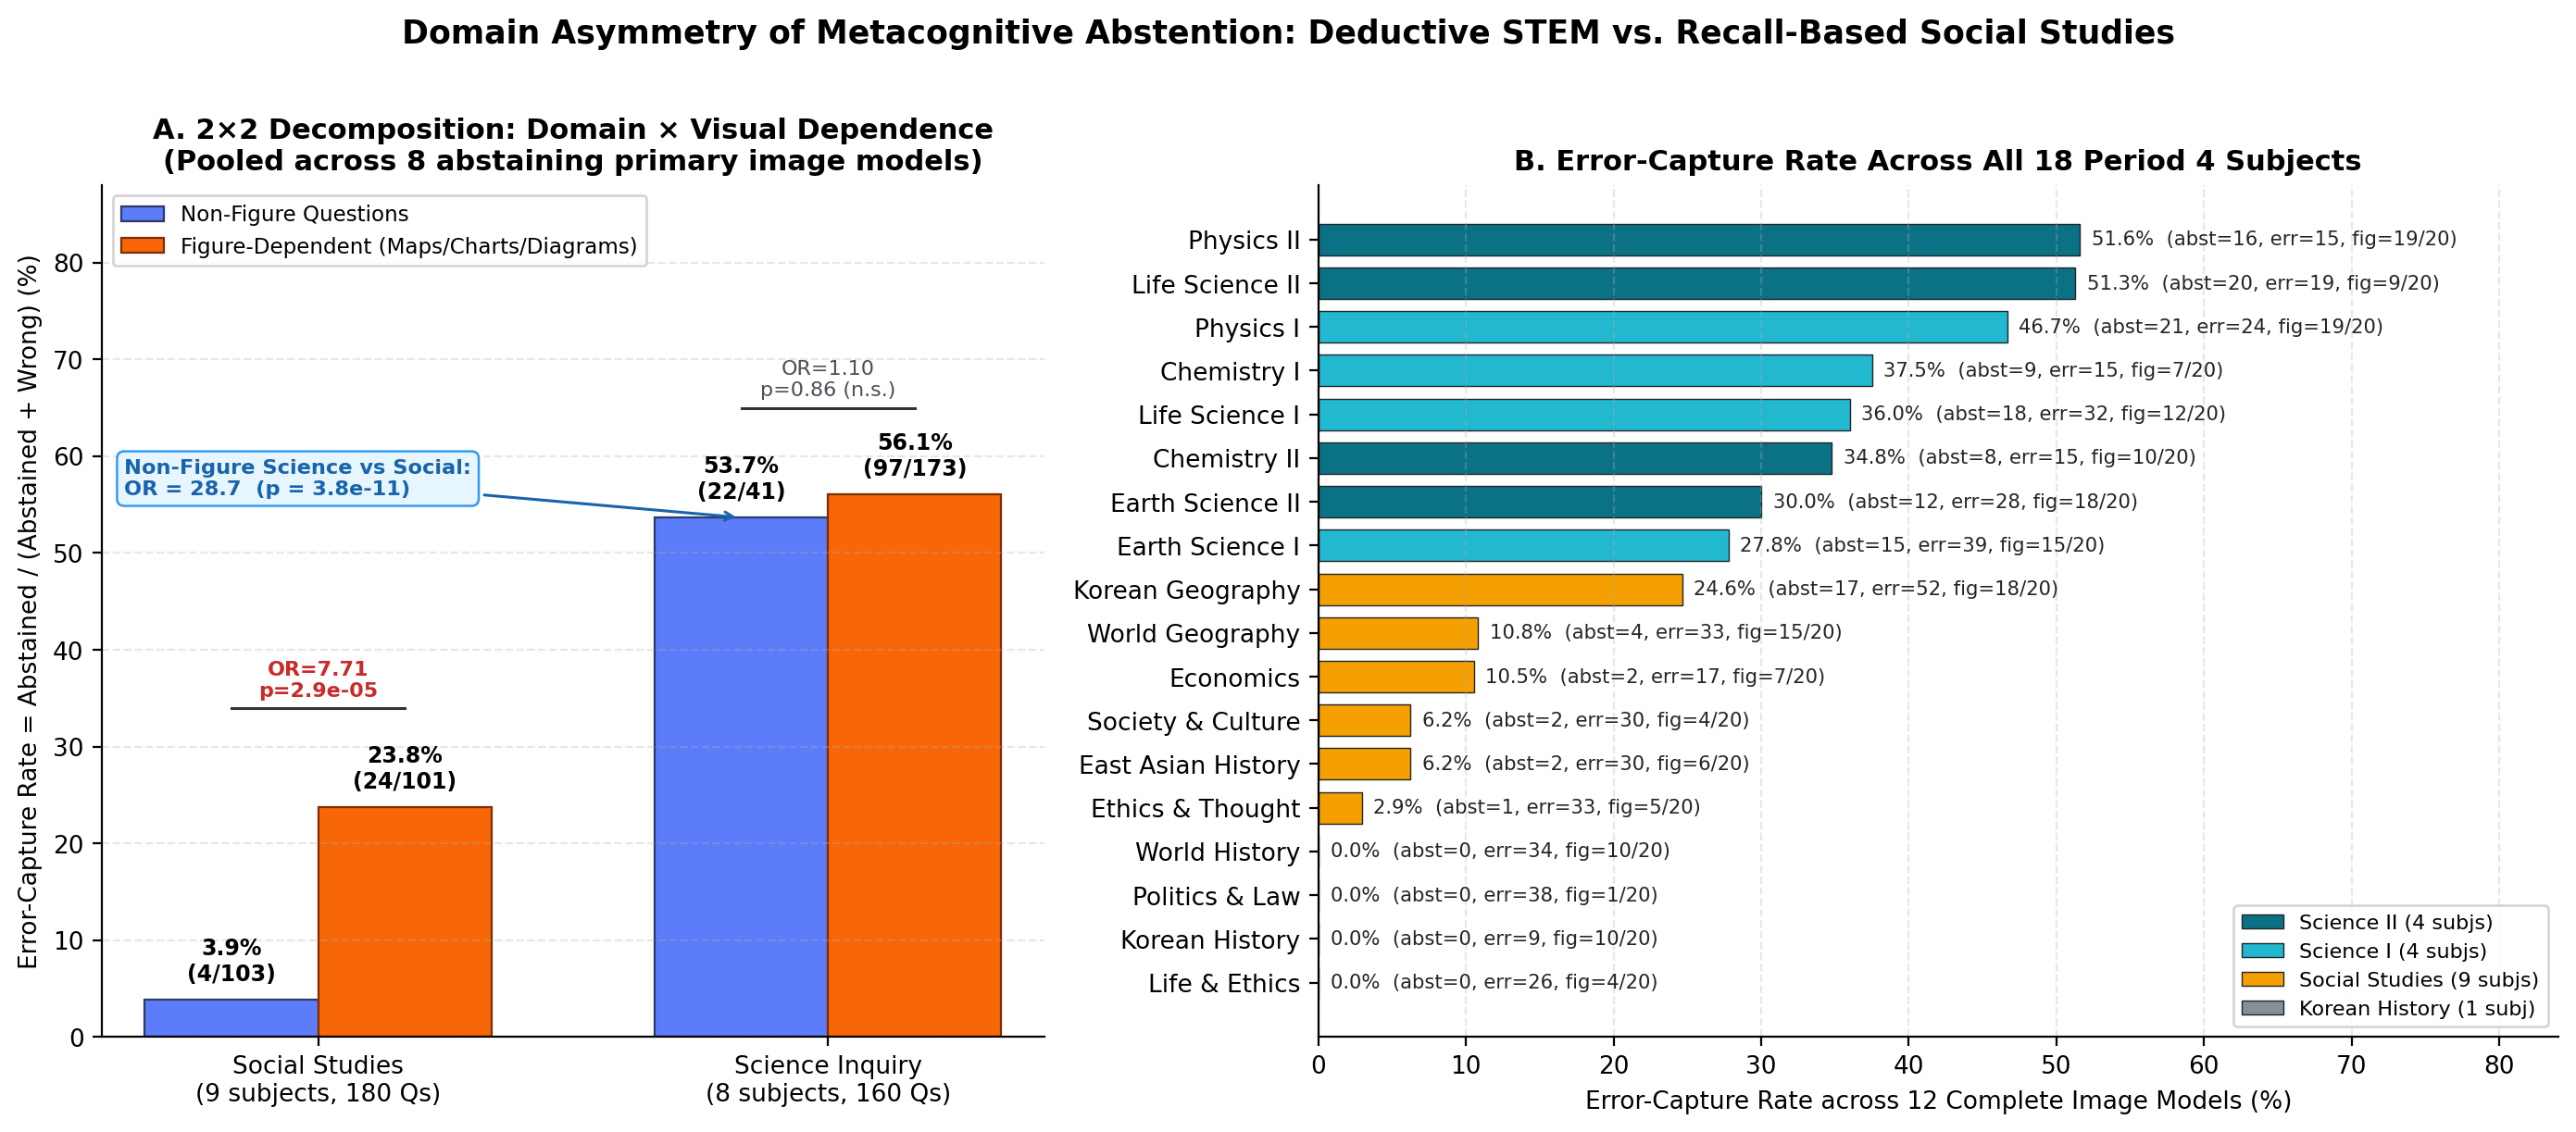 Domain Asymmetry of Metacognitive Abstention: Deductive STEM vs. Recall-Based Social Studies
A. 2×2 Decomposition: Domain × Visual Dependence
(Pooled across 8 abstaining primary image models)
Error-Capture Rate = Abstained / (Abstained + Wrong) (%)
Non-Figure Questions
Figure-Dependent (Maps/Charts/Diagrams)
80
70
60
50
40
30
20
10
0
OR=1.10
p=0.86 (n.s.)
Non-Figure Science vs Social:
OR = 28.7 (p = 3.8e-11)
53.7%
(22/41)
56.1%
(97/173)
OR=7.71
p=2.9e-05
23.8%
(24/101)
3.9%
(4/103)
Social Studies
(9 subjects, 180 Qs)
Science Inquiry
(8 subjects, 160 Qs)
B. Error-Capture Rate Across All 18 Period 4 Subjects
Physics II 51.6% (abst=16, err=15, fig=19/20)
Life Science II 51.3% (abst=20, err=19, fig=9/20)
Physics I 46.7% (abst=21, err=24, fig=19/20)
Chemistry I 37.5% (abst=9, err=15, fig=7/20)
Life Science I 36.0% (abst=18, err=32, fig=12/20)
Chemistry II 34.8% (abst=8, err=15, fig=10/20)
Earth Science II 30.0% (abst=12, err=28, fig=18/20)
Earth Science I 27.8% (abst=15, err=39, fig=15/20)
Korean Geography 24.6% (abst=17, err=52, fig=18/20)
World Geography 10.8% (abst=4, err=33, fig=15/20)
Economics 10.5% (abst=2, err=17, fig=7/20)
Society & Culture 6.2% (abst=2, err=30, fig=4/20)
East Asian History 6.2% (abst=2, err=30, fig=6/20)
Ethics & Thought 2.9% (abst=1, err=33, fig=5/20)
World History 0.0% (abst=0, err=34, fig=10/20)
Politics & Law 0.0% (abst=0, err=38, fig=1/20)
Korean History 0.0% (abst=0, err=9, fig=10/20)
Life & Ethics 0.0% (abst=0, err=26, fig=4/20)
Science II (4 subjs)
Science I (4 subjs)
Social Studies (9 subjs)
Korean History (1 subj)
0 10 20 30 40 50 60 70 80
Error-Capture Rate across 12 Complete Image Models (%)